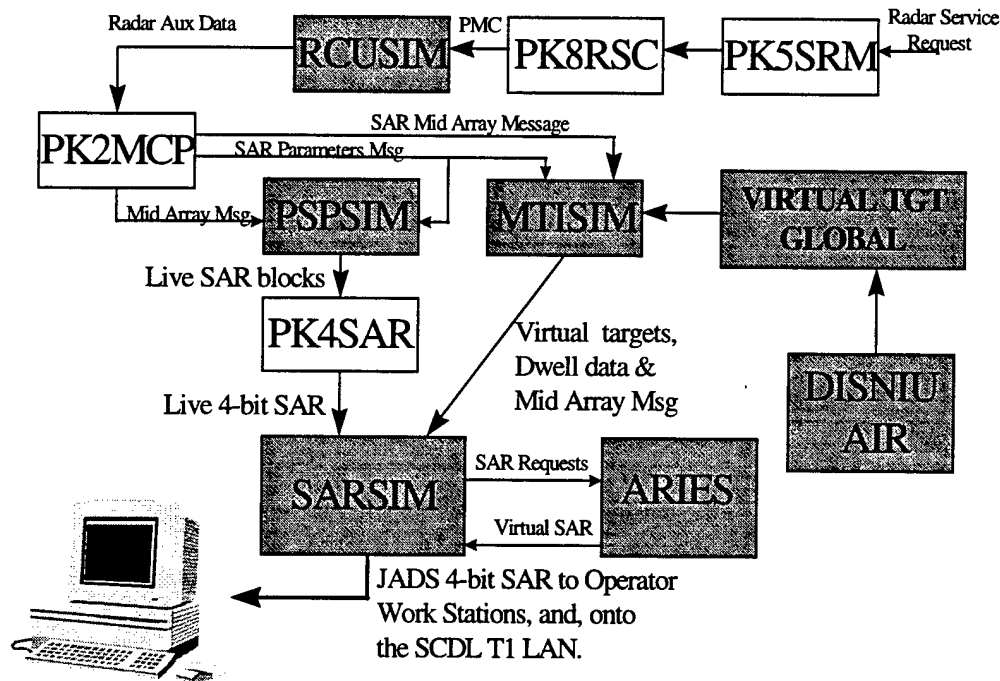 Radar Aux Data
RCUSIM
PMC
PK8RSC
PK5SRM
Radar Service
Request
PK2MCP
SAR Mid Array Message
SAR Parameters Msg
Mid Array Msg
PSPSIM
MTISIM
VIRTUAL TGT
GLOBAL
Live SAR blocks
PK4SAR
Virtual targets,
Dwell data &
Mid Array Msg
DISNIU
AIR
Live 4-bit SAR
SARSIM
SAR Requests
Virtual SAR
ARIES
JADS 4-bit SAR to Operator
Work Stations, and, onto
the SCDL T1 LAN.